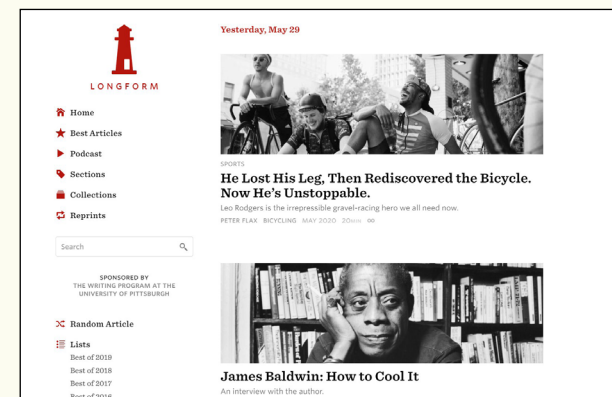 LONGFORM
Home
Best Articles
Podcast
Sections
Collections
Reprints
Search
SPONSORED BY
THE WRITING PROGRAM AT THE
UNIVERSITY OF PITTSBURGH
Random Article
Lists
Best of 2019
Best of 2018
Best of 2017
Best of 2016
Yesterday, May 29
SPORTS
He Lost His Leg, Then Rediscovered the Bicycle.
Now He's Unstoppable.
Leo Rodgers is the irrepressible gravel-racing hero we all need now.
PETER FLAX BICYCLING MAY 2020 20MIN ∞
James Baldwin: How to Cool It
An interview with the author.